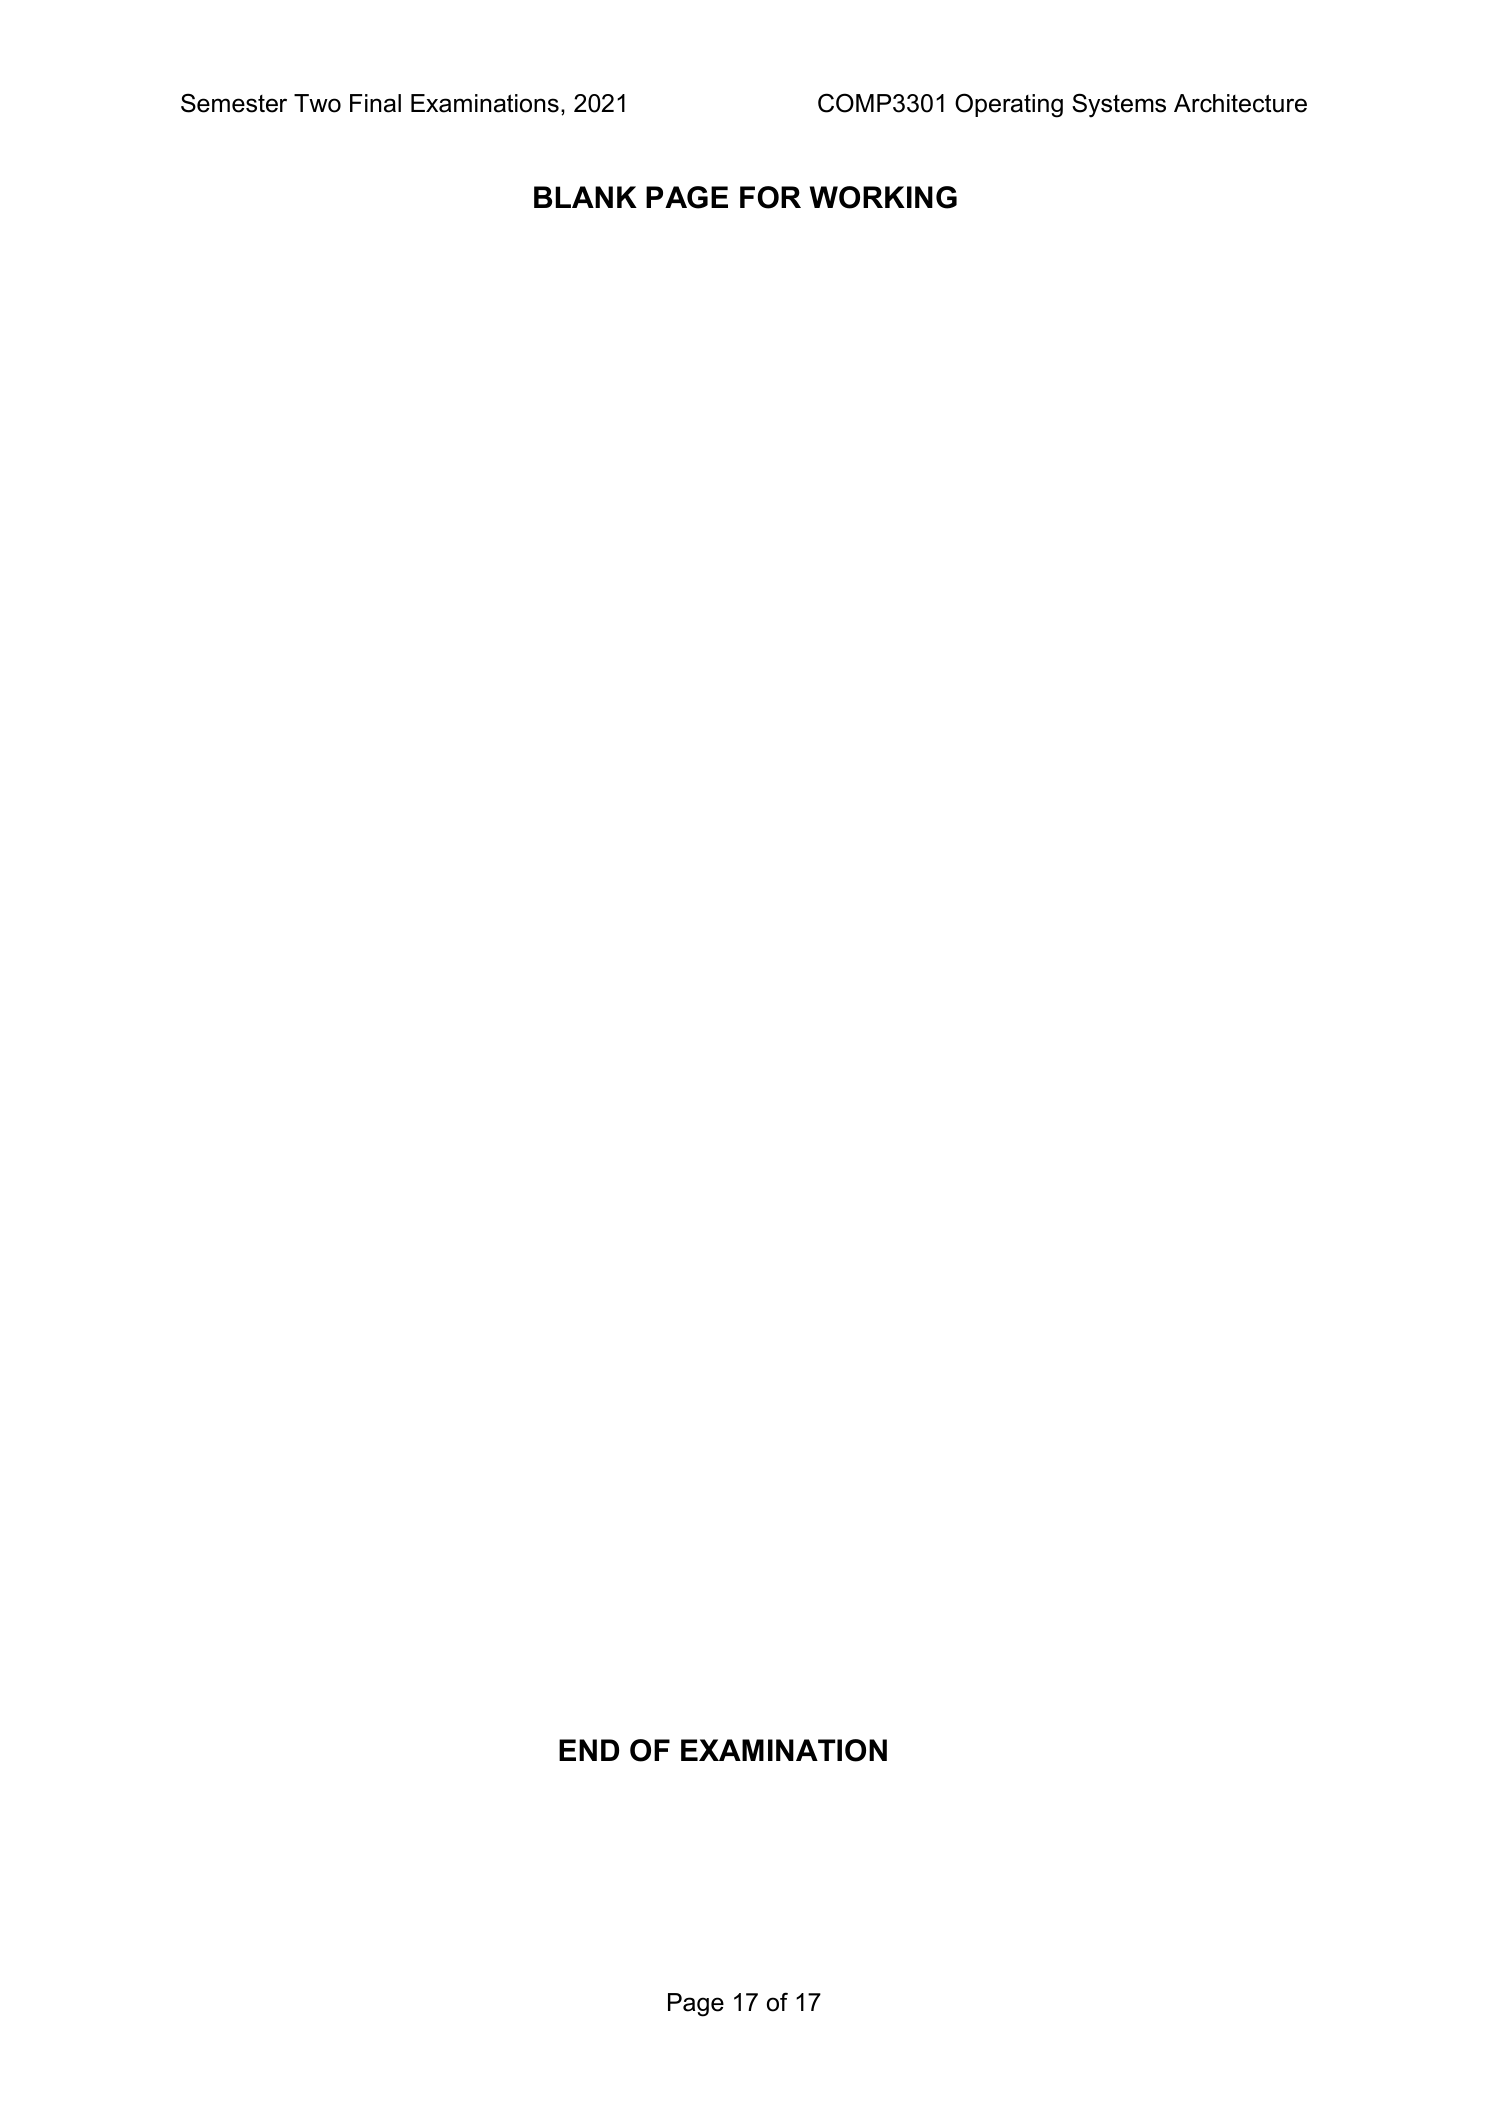 Semester Two Final Examinations, 2021 COMP3301 Operating Systems Architecture
BLANK PAGE FOR WORKING
END OF EXAMINATION
Page 17 of 17